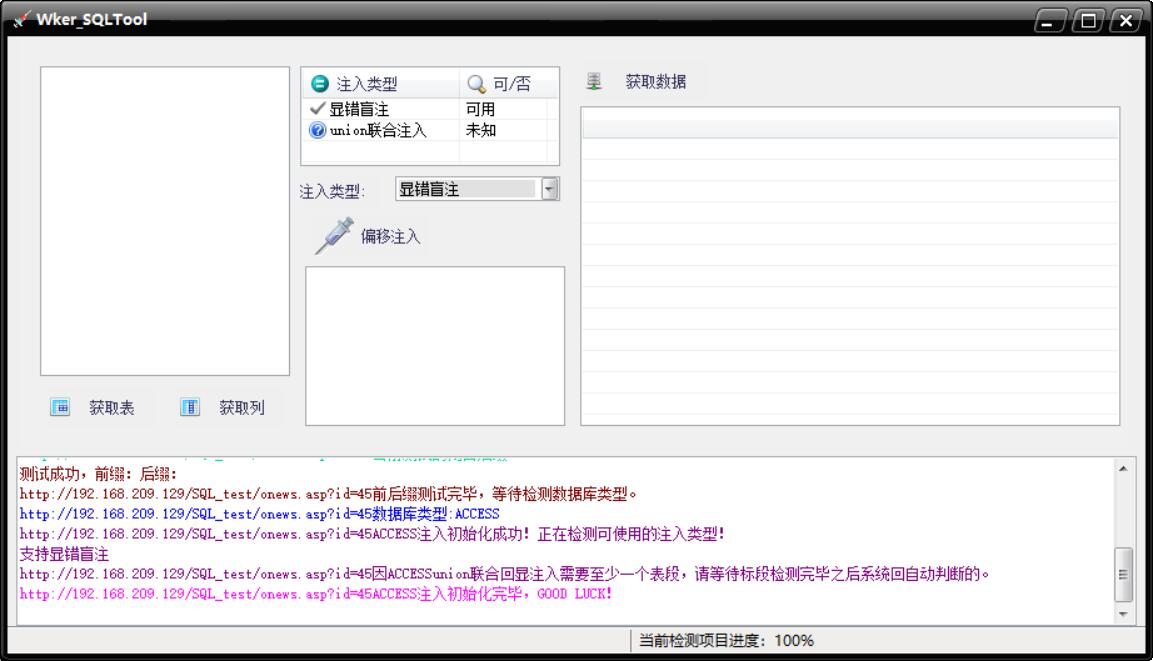 Wker_SQLTool
注入类型 可/否
显错盲注 可用
union联合注入 未知
注入类型: 显错盲注
偏移注入
获取数据
获取表 获取列
测试成功，前缀：后缀：
http://192.168.209.129/SQL_test/onews.asp?id=45前后缀测试完毕，等待检测数据库类型。
http://192.168.209.129/SQL_test/onews.asp?id=45数据库类型:ACCESS
http://192.168.209.129/SQL_test/onews.asp?id=45ACCESS注入初始化成功！正在检测可使用的注入类型！
支持显错盲注
http://192.168.209.129/SQL_test/onews.asp?id=45因ACCESSunion联合回显注入需要至少一个表段，请等待标段检测完毕之后系统回自动判断的。
http://192.168.209.129/SQL_test/onews.asp?id=45ACCESS注入初始化完毕，GOOD LUCK！
当前检测项目进度：100%